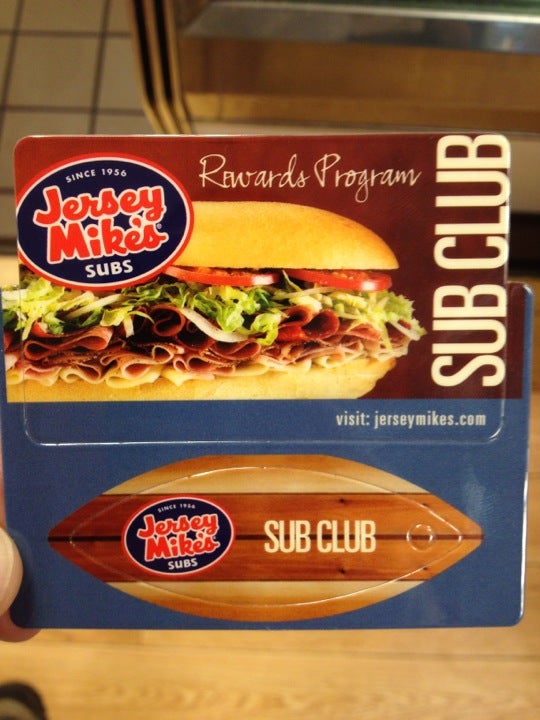 SINCE 1956
Jersey
Mike's
SUBS
Rewards Program
SUB CLUB
visit: jerseymikes.com
SINCE 1956
Jersey
Mike's
SUBS
SUB CLUB